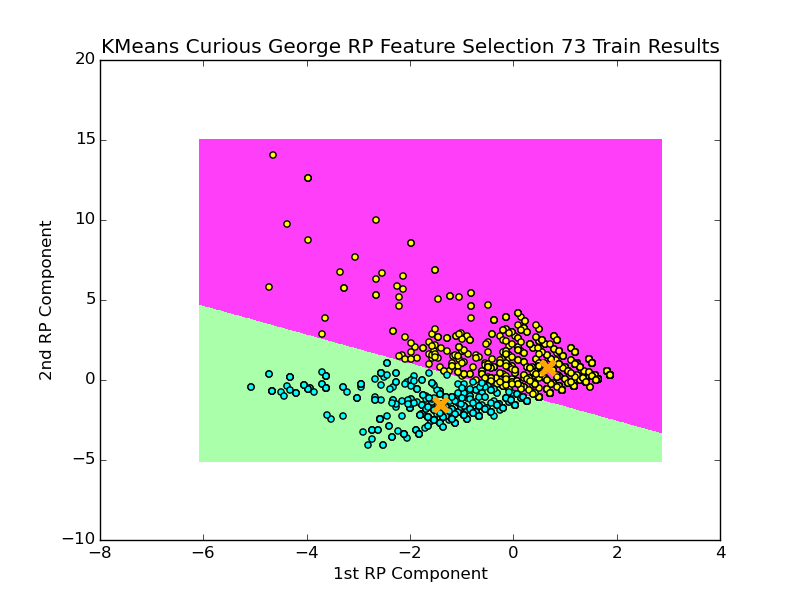 KMeans Curious George RP Feature Selection 73 Train Results
20
15
10
5
0
−5
−10
2nd RP Component
−8 −6 −4 −2 0 2 4
1st RP Component